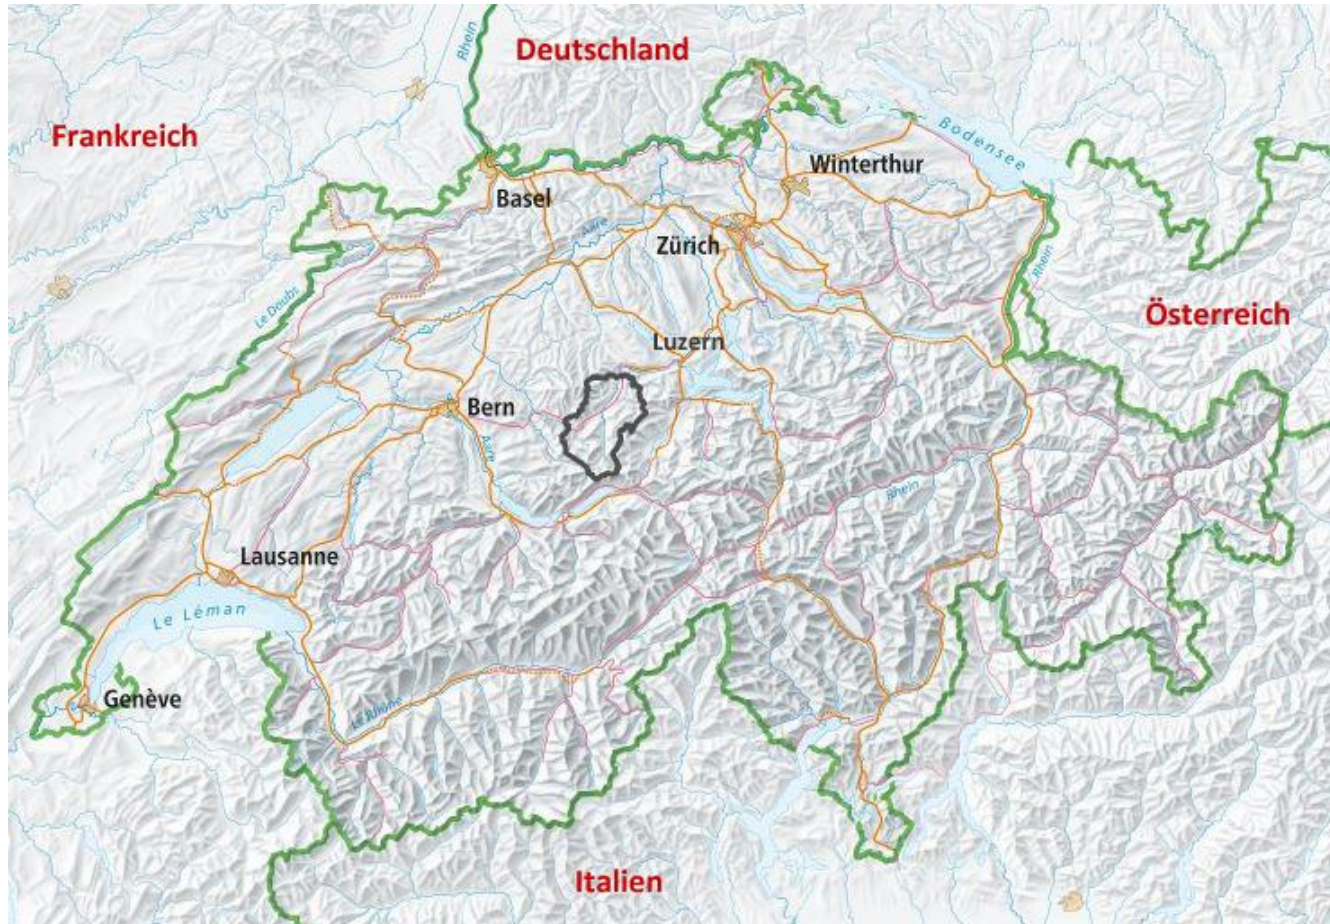 Deutschland
Rhein
Frankreich
Bodensee
Winterthur
Basel
Aare
Zürich
Rhein
Le Doubs
Österreich
Luzern
Bern
Aare
Rhein
Lausanne
Le Léman
Genève
Le Rhône
Italien